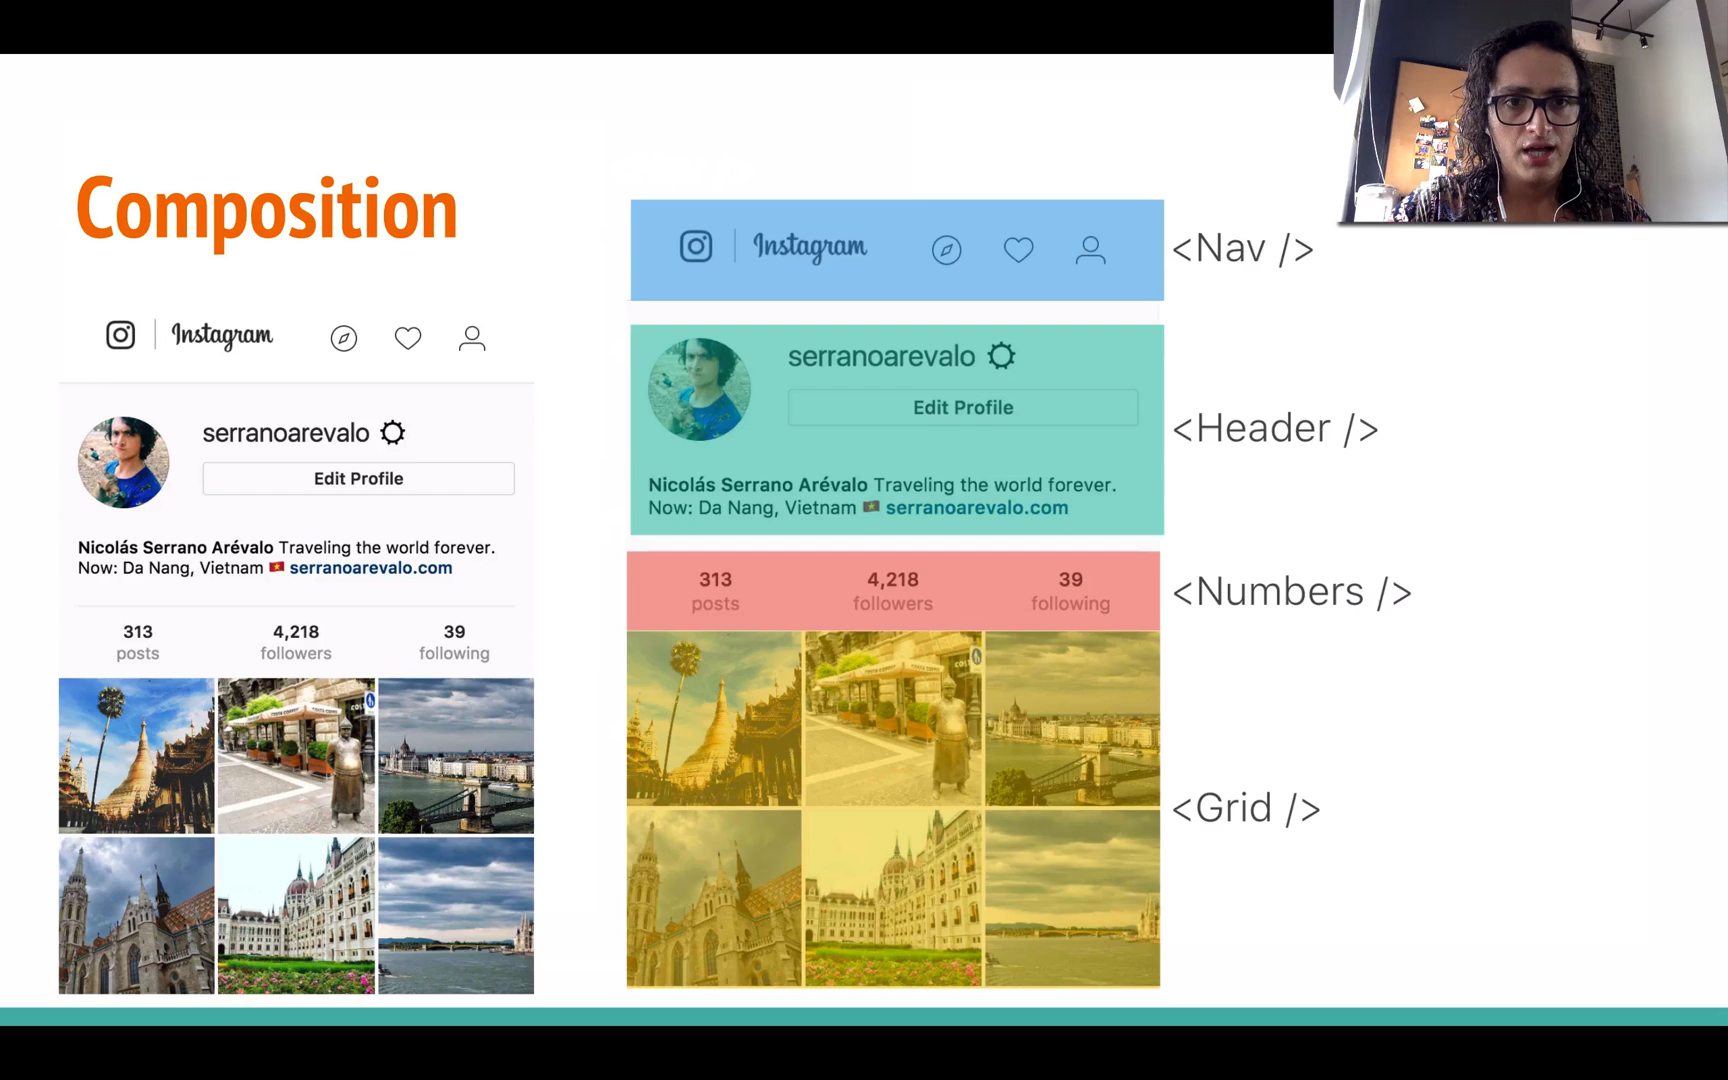 Composition
Instagram
serranoarevalo
Edit Profile
Nicolás Serrano Arévalo Traveling the world forever.
Now: Da Nang, Vietnam 🇻🇳 serranoarevalo.com
313 4,218 39
posts followers following
Instagram
<Nav />
serranoarevalo
Edit Profile
Nicolás Serrano Arévalo Traveling the world forever.
Now: Da Nang, Vietnam 🇻🇳 serranoarevalo.com
<Header />
313 4,218 39
posts followers following
<Numbers />
<Grid />